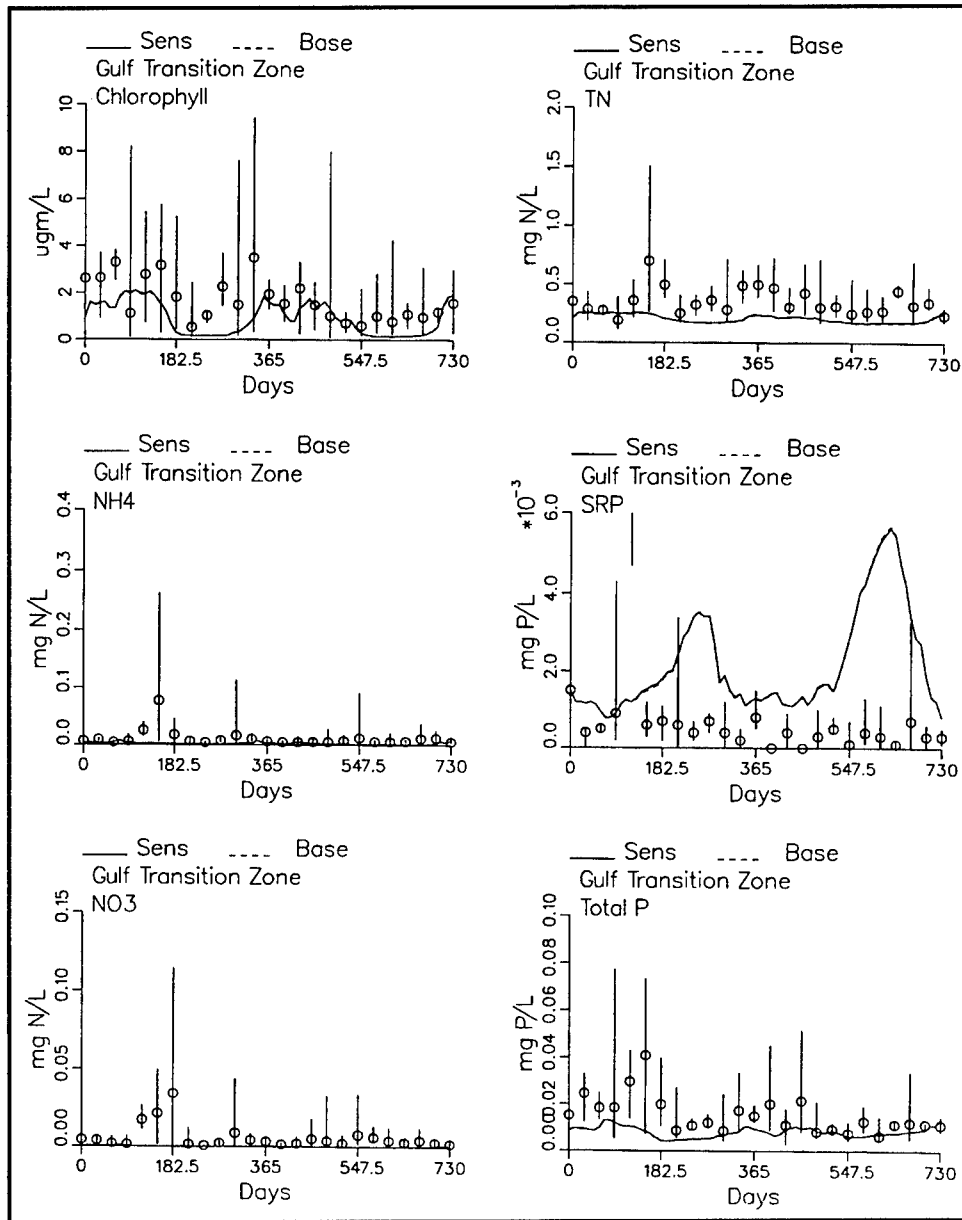 Sens Base
Gulf Transition Zone
Chlorophyll
ugm/L
10
8
6
4
2
0
0 182.5 365 547.5 730
Days
Sens Base
Gulf Transition Zone
TN
mg N/L
2.0
1.5
1.0
0.5
0.0
0 182.5 365 547.5 730
Days
Sens Base
Gulf Transition Zone
NH4
mg N/L
0.4
0.3
0.2
0.1
0.0
0 182.5 365 547.5 730
Days
Sens Base
Gulf Transition Zone
SRP
*10⁻³
mg P/L
6.0
4.0
2.0
0.0
0 182.5 365 547.5 730
Days
Sens Base
Gulf Transition Zone
NO3
mg N/L
0.15
0.10
0.05
0.00
0 182.5 365 547.5 730
Days
Sens Base
Gulf Transition Zone
Total P
mg P/L
0.10
0.08
0.06
0.04
0.02
0.00
0 182.5 365 547.5 730
Days